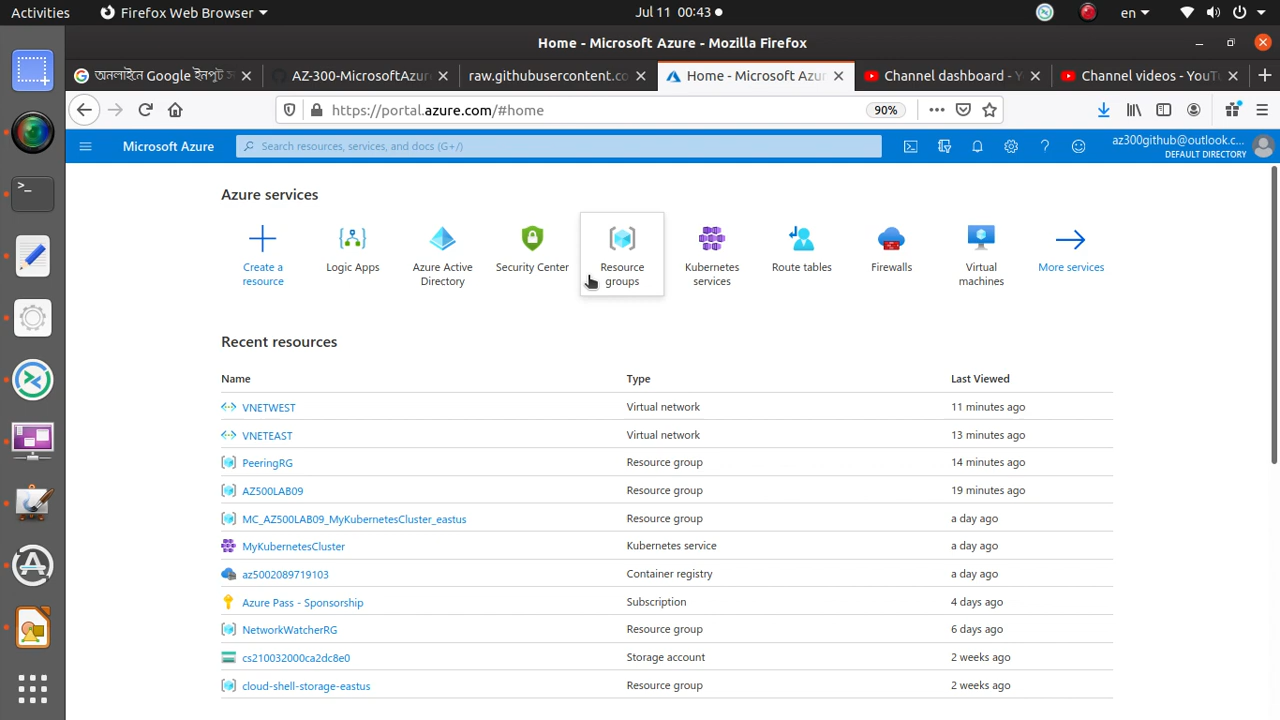 Activities
Firefox Web Browser
Jul 11 00:43
en
Home - Microsoft Azure - Mozilla Firefox
অনলাইনে Google ইনপুট স
AZ-300-MicrosoftAzur
raw.githubusercontent.co
Home - Microsoft Azur
Channel dashboard - Y
Channel videos - YouTu
https://portal.azure.com/#home
90%
Microsoft Azure
Search resources, services, and docs (G+/)
az300github@outlook.c...
DEFAULT DIRECTORY
Azure services
Create a resource
Logic Apps
Azure Active Directory
Security Center
Resource groups
Kubernetes services
Route tables
Firewalls
Virtual machines
More services
Recent resources
Name Type Last Viewed
VNETWEST Virtual network 11 minutes ago
VNETEAST Virtual network 13 minutes ago
PeeringRG Resource group 14 minutes ago
AZ500LAB09 Resource group 19 minutes ago
MC_AZ500LAB09_MyKubernetesCluster_eastus Resource group a day ago
MyKubernetesCluster Kubernetes service a day ago
az5002089719103 Container registry a day ago
Azure Pass - Sponsorship Subscription 4 days ago
NetworkWatcherRG Resource group 6 days ago
cs210032000ca2dc8e0 Storage account 2 weeks ago
cloud-shell-storage-eastus Resource group 2 weeks ago